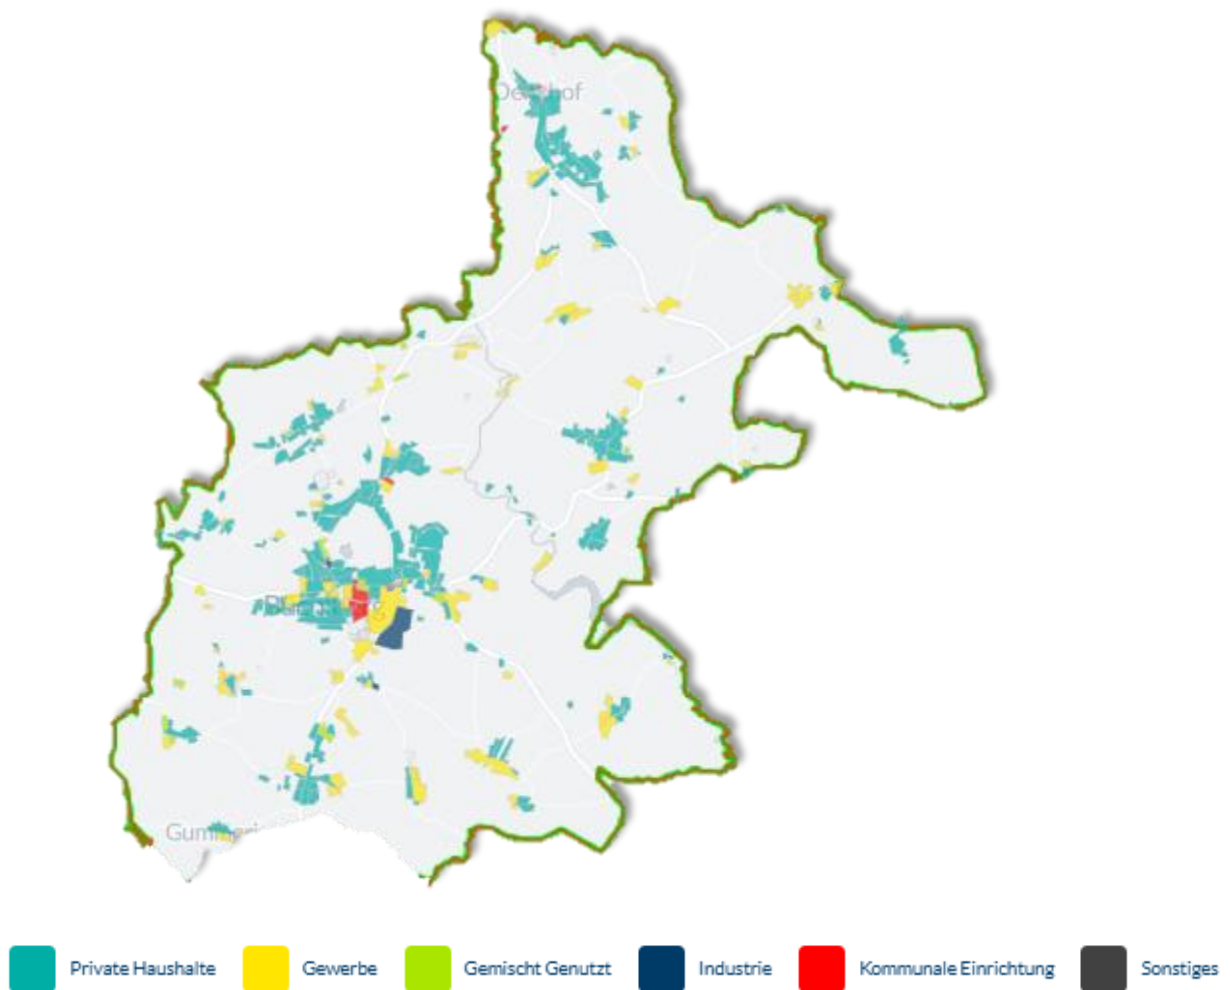 Private Haushalte
Gewerbe
Gemischt Genutzt
Industrie
Kommunale Einrichtung
Sonstiges